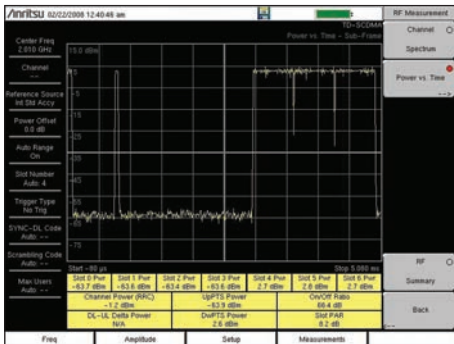 Anritsu 02/22/2008 12:40:46 am
RF Measurement
TD-SCDMA
Power vs. Time - Sub-Frame
Channel
Spectrum
Power vs. Time
-->
RF
Summary
Back
<--
Center Freq
2.010 GHz
Channel
--
Reference Source
Int Std Accy
Power Offset
0.0 dB
Auto Range
On
Slot Number
Auto: 4
Trigger Type
No Trig
SYNC-DL Code
Auto: --
Scrambling Code
Auto: --
Max Users
Auto: --
15.0 dBm
5
-5
-15
-25
-35
-45
-65
-75
Start -80 µs
Stop 5.060 ms
Slot 0 Pwr Slot 1 Pwr Slot 2 Pwr Slot 3 Pwr Slot 4 Pwr Slot 5 Pwr Slot 6 Pwr
-63.7 dBm -63.6 dBm -63.4 dBm -63.6 dBm 2.7 dBm 2.8 dBm 2.7 dBm
Channel Power (RRC) UpPTS Power On/Off Ratio
-1.2 dBm -63.9 dBm 66.4 dB
DL-UL Delta Power DwPTS Power Slot PAR
N/A 2.6 dBm 8.2 dB
Freq Amplitude Setup Measurements